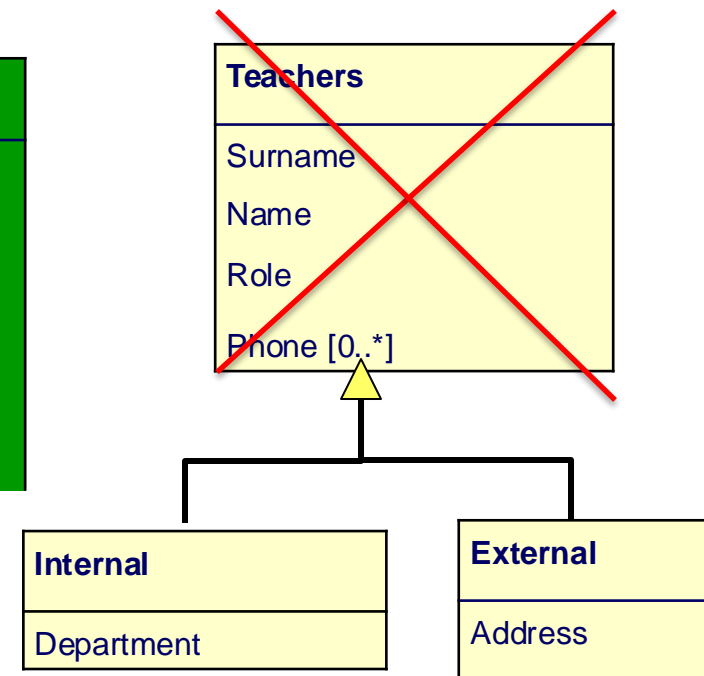 Teachers
Surname
Name
Role
Phone [0..*]
Internal
Department
External
Address